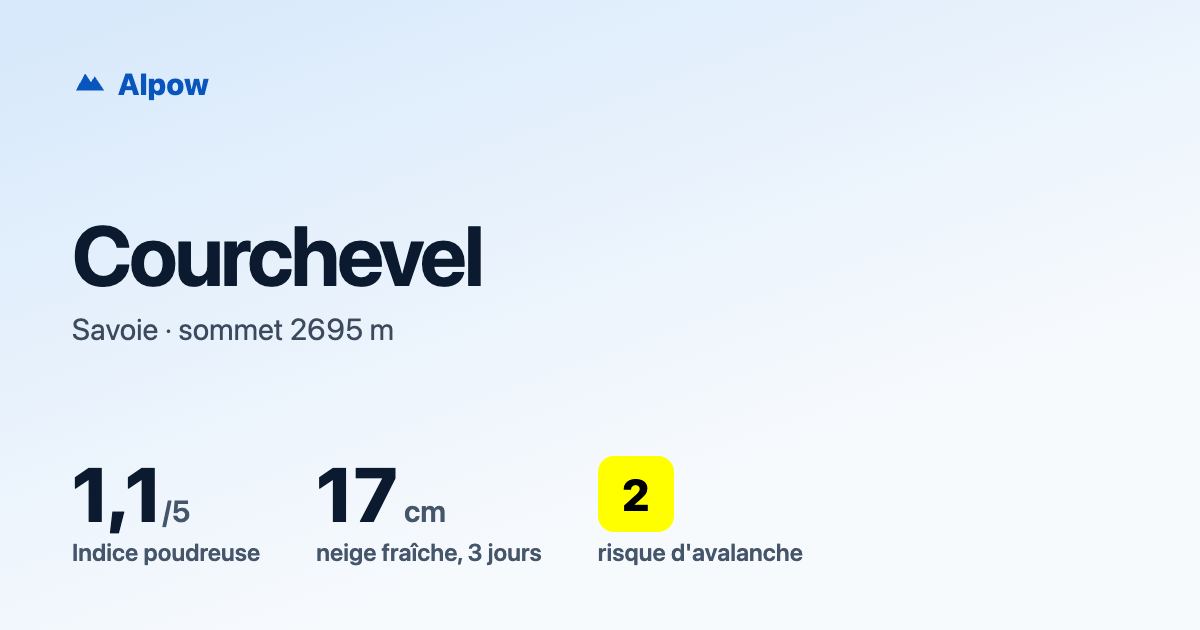 Alpow
Courchevel
Savoie · sommet 2695 m
1,1/5
Indice poudreuse
17 cm
neige fraîche, 3 jours
2
risque d'avalanche